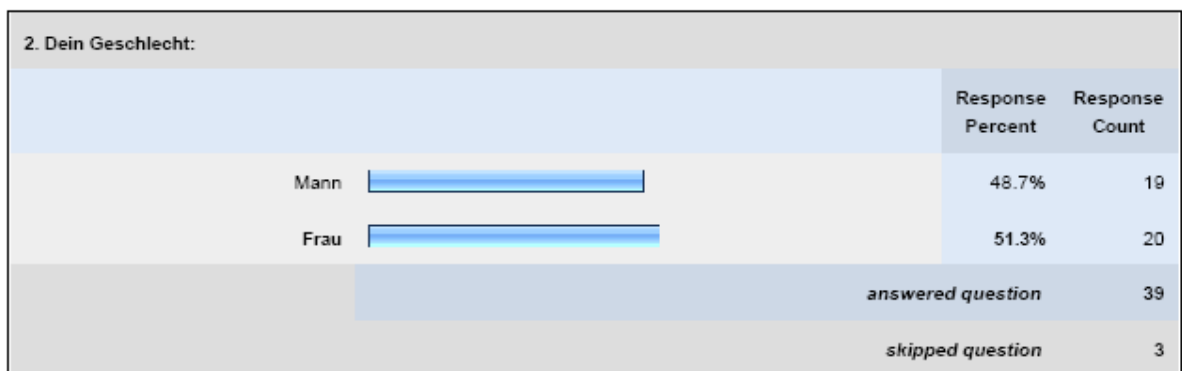 2. Dein Geschlecht:
Response Percent
Response Count
Mann 48.7% 19
Frau 51.3% 20
answered question 39
skipped question 3